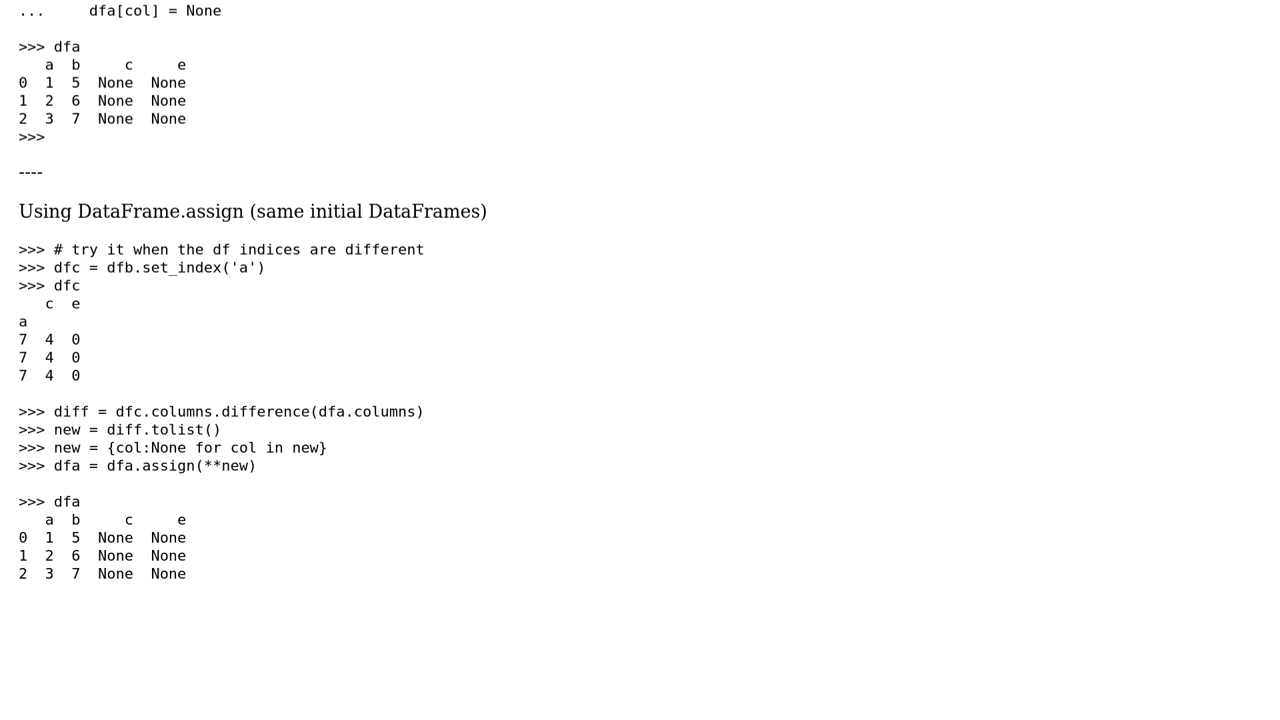 ...     dfa[col] = None
>>> dfa
   a  b     c     e
0  1  5  None  None
1  2  6  None  None
2  3  7  None  None
>>>
----
Using DataFrame.assign (same initial DataFrames)
>>> # try it when the df indices are different
>>> dfc = dfb.set_index('a')
>>> dfc
   c  e
a
7  4  0
7  4  0
7  4  0
>>> diff = dfc.columns.difference(dfa.columns)
>>> new = diff.tolist()
>>> new = {col:None for col in new}
>>> dfa = dfa.assign(**new)
>>> dfa
   a  b     c     e
0  1  5  None  None
1  2  6  None  None
2  3  7  None  None